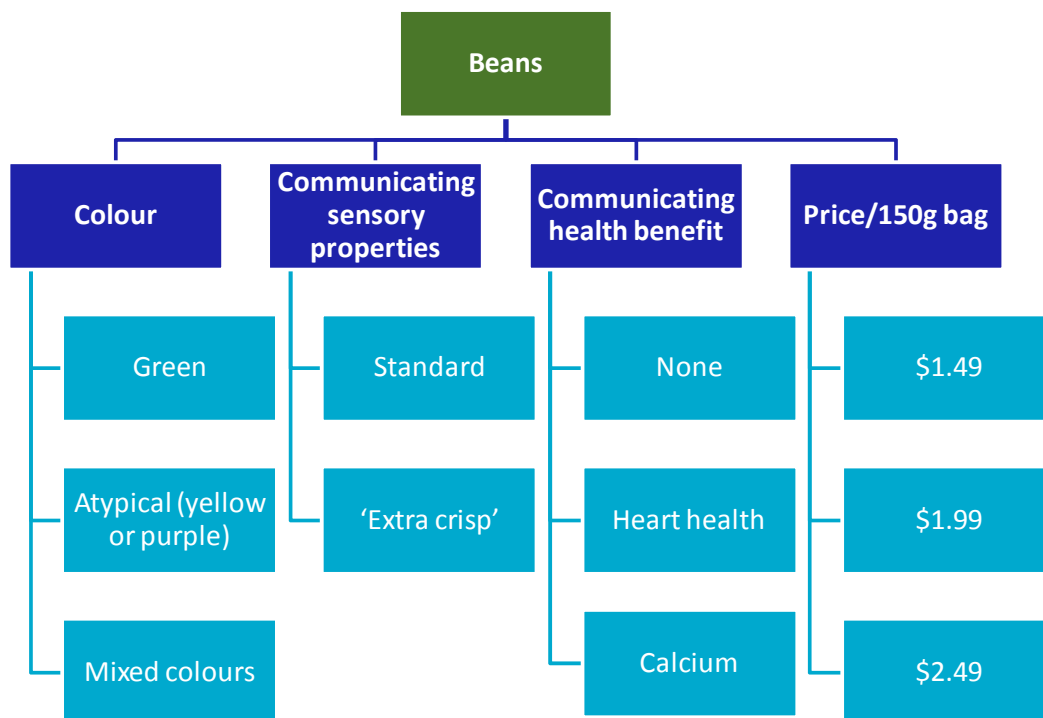 Beans
Colour
Communicating
sensory
properties
Communicating
health benefit
Price/150g bag
Green
Standard
None
$1.49
Atypical (yellow
or purple)
‘Extra crisp’
Heart health
$1.99
Mixed colours
Calcium
$2.49